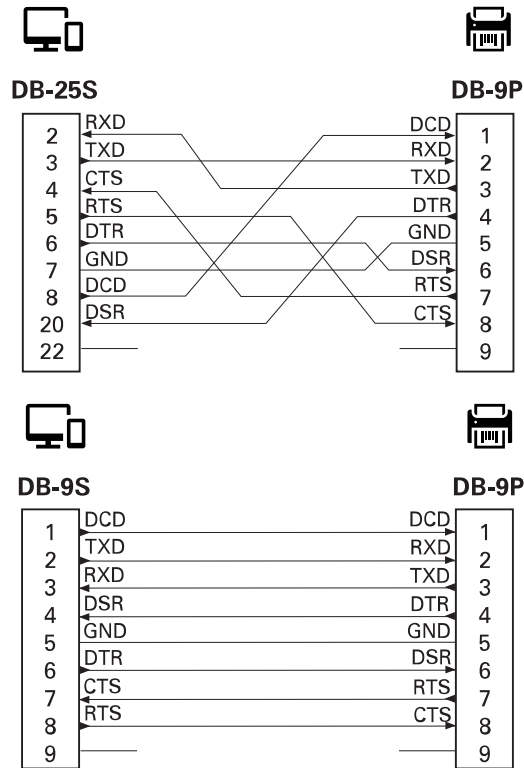 DB-25S DB-9P
RXD DCD
2 1
TXD RXD
3 2
CTS TXD
4 3
RTS DTR
5 4
DTR GND
6 5
GND DSR
7 6
DCD RTS
8 7
DSR CTS
20 8
22 9
DB-9S DB-9P
DCD DCD
1 1
TXD RXD
2 2
RXD TXD
3 3
DSR DTR
4 4
GND GND
5 5
DTR DSR
6 6
CTS RTS
7 7
RTS CTS
8 8
9 9